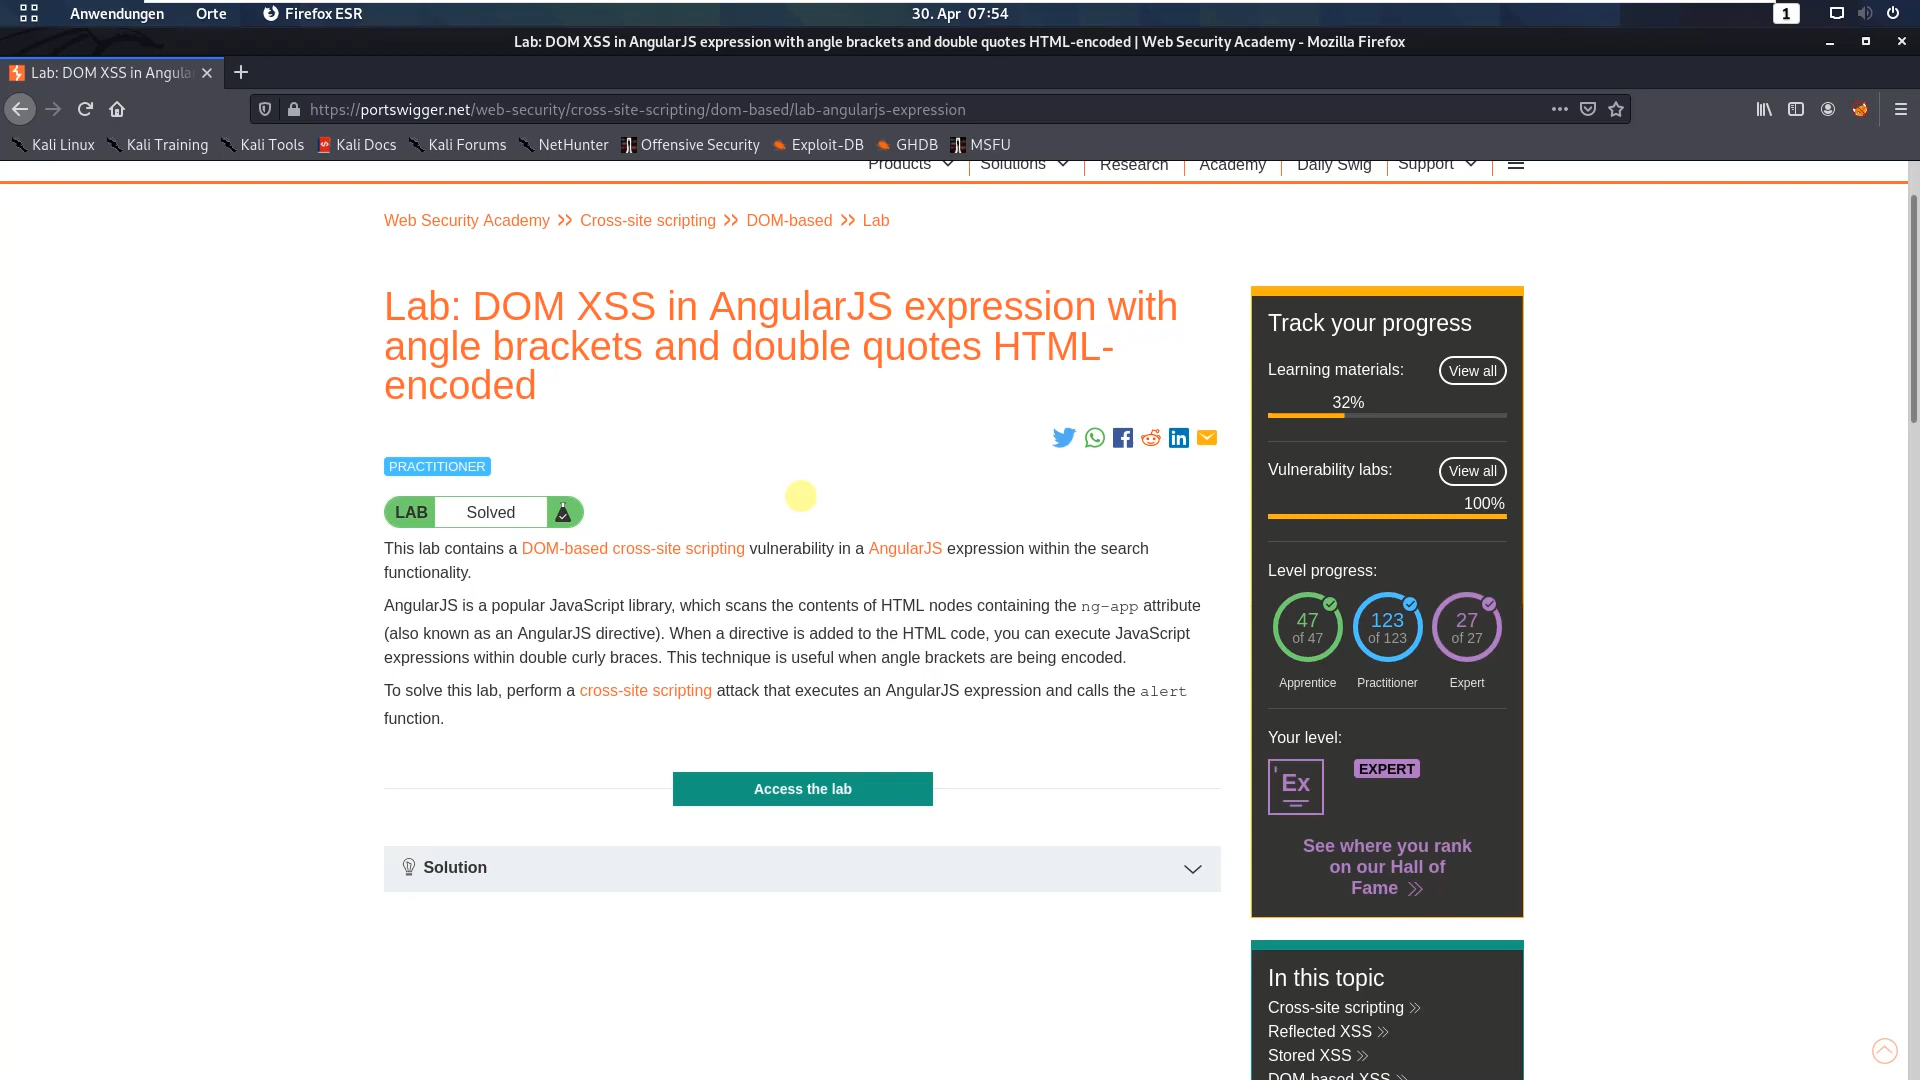 Anwendungen Orte Firefox ESR 30. Apr 07:54 1
Lab: DOM XSS in AngularJS expression with angle brackets and double quotes HTML-encoded | Web Security Academy - Mozilla Firefox
Lab: DOM XSS in Angula
https://portswigger.net/web-security/cross-site-scripting/dom-based/lab-angularjs-expression
Kali Linux Kali Training Kali Tools Kali Docs Kali Forums NetHunter Offensive Security Exploit-DB GHDB MSFU
Products Solutions Research Academy Daily Swig Support
Web Security Academy Cross-site scripting DOM-based Lab
Lab: DOM XSS in AngularJS expression with
angle brackets and double quotes HTML-
encoded
PRACTITIONER
LAB Solved
This lab contains a DOM-based cross-site scripting vulnerability in a AngularJS expression within the search
functionality.
AngularJS is a popular JavaScript library, which scans the contents of HTML nodes containing the ng-app attribute
(also known as an AngularJS directive). When a directive is added to the HTML code, you can execute JavaScript
expressions within double curly braces. This technique is useful when angle brackets are being encoded.
To solve this lab, perform a cross-site scripting attack that executes an AngularJS expression and calls the alert
function.
Access the lab
Solution
Track your progress
Learning materials: View all
32%
Vulnerability labs: View all
100%
Level progress:
47 123 27
of 47 of 123 of 27
Apprentice Practitioner Expert
Your level:
Ex EXPERT
See where you rank
on our Hall of
Fame
In this topic
Cross-site scripting
Reflected XSS
Stored XSS
DOM-based XSS